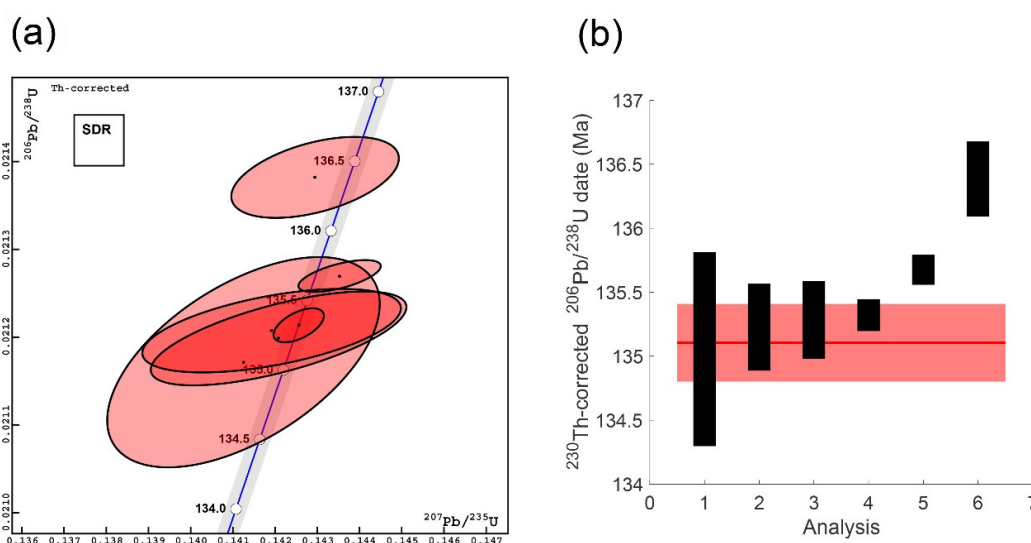 (a)
(b)
Th-corrected
206Pb/238U
SDR
137.0
136.5
136.0
135.5
135.0
134.5
134.0
0.0214
0.0213
0.0212
0.0211
0.0210
207Pb/235U
0.136 0.137 0.138 0.139 0.140 0.141 0.142 0.143 0.144 0.145 0.146 0.147
230Th-corrected 206Pb/238U date (Ma)
137
136.5
136
135.5
135
134.5
134
0 1 2 3 4 5 6 7
Analysis